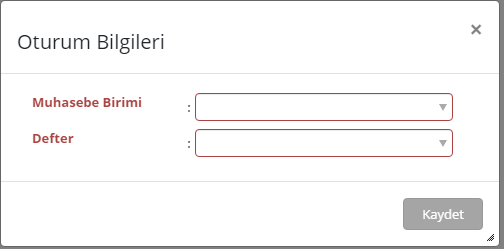 Oturum Bilgileri
Muhasebe Birimi :
Defter :
Kaydet